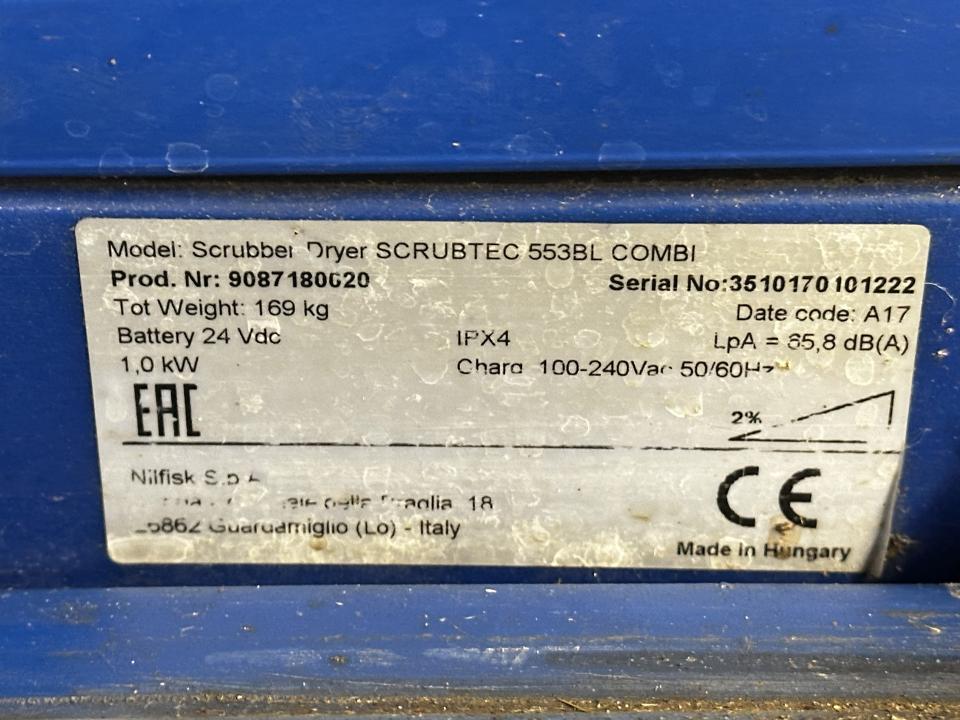 Model: Scrubber Dryer SCRUBTEC 553BL COMBI
Prod. Nr: 9087180020 Serial No:3510170101222
Tot Weight: 169 kg Date code: A17
Battery 24 Vdc IPX4 LpA = 65,8 dB(A)
1,0 kW Charg 100-240Vac 50/60Hz
EAC
2%
Nilfisk S.p.A.
18
Guardamiglio (Lo) - Italy
CE
Made in Hungary